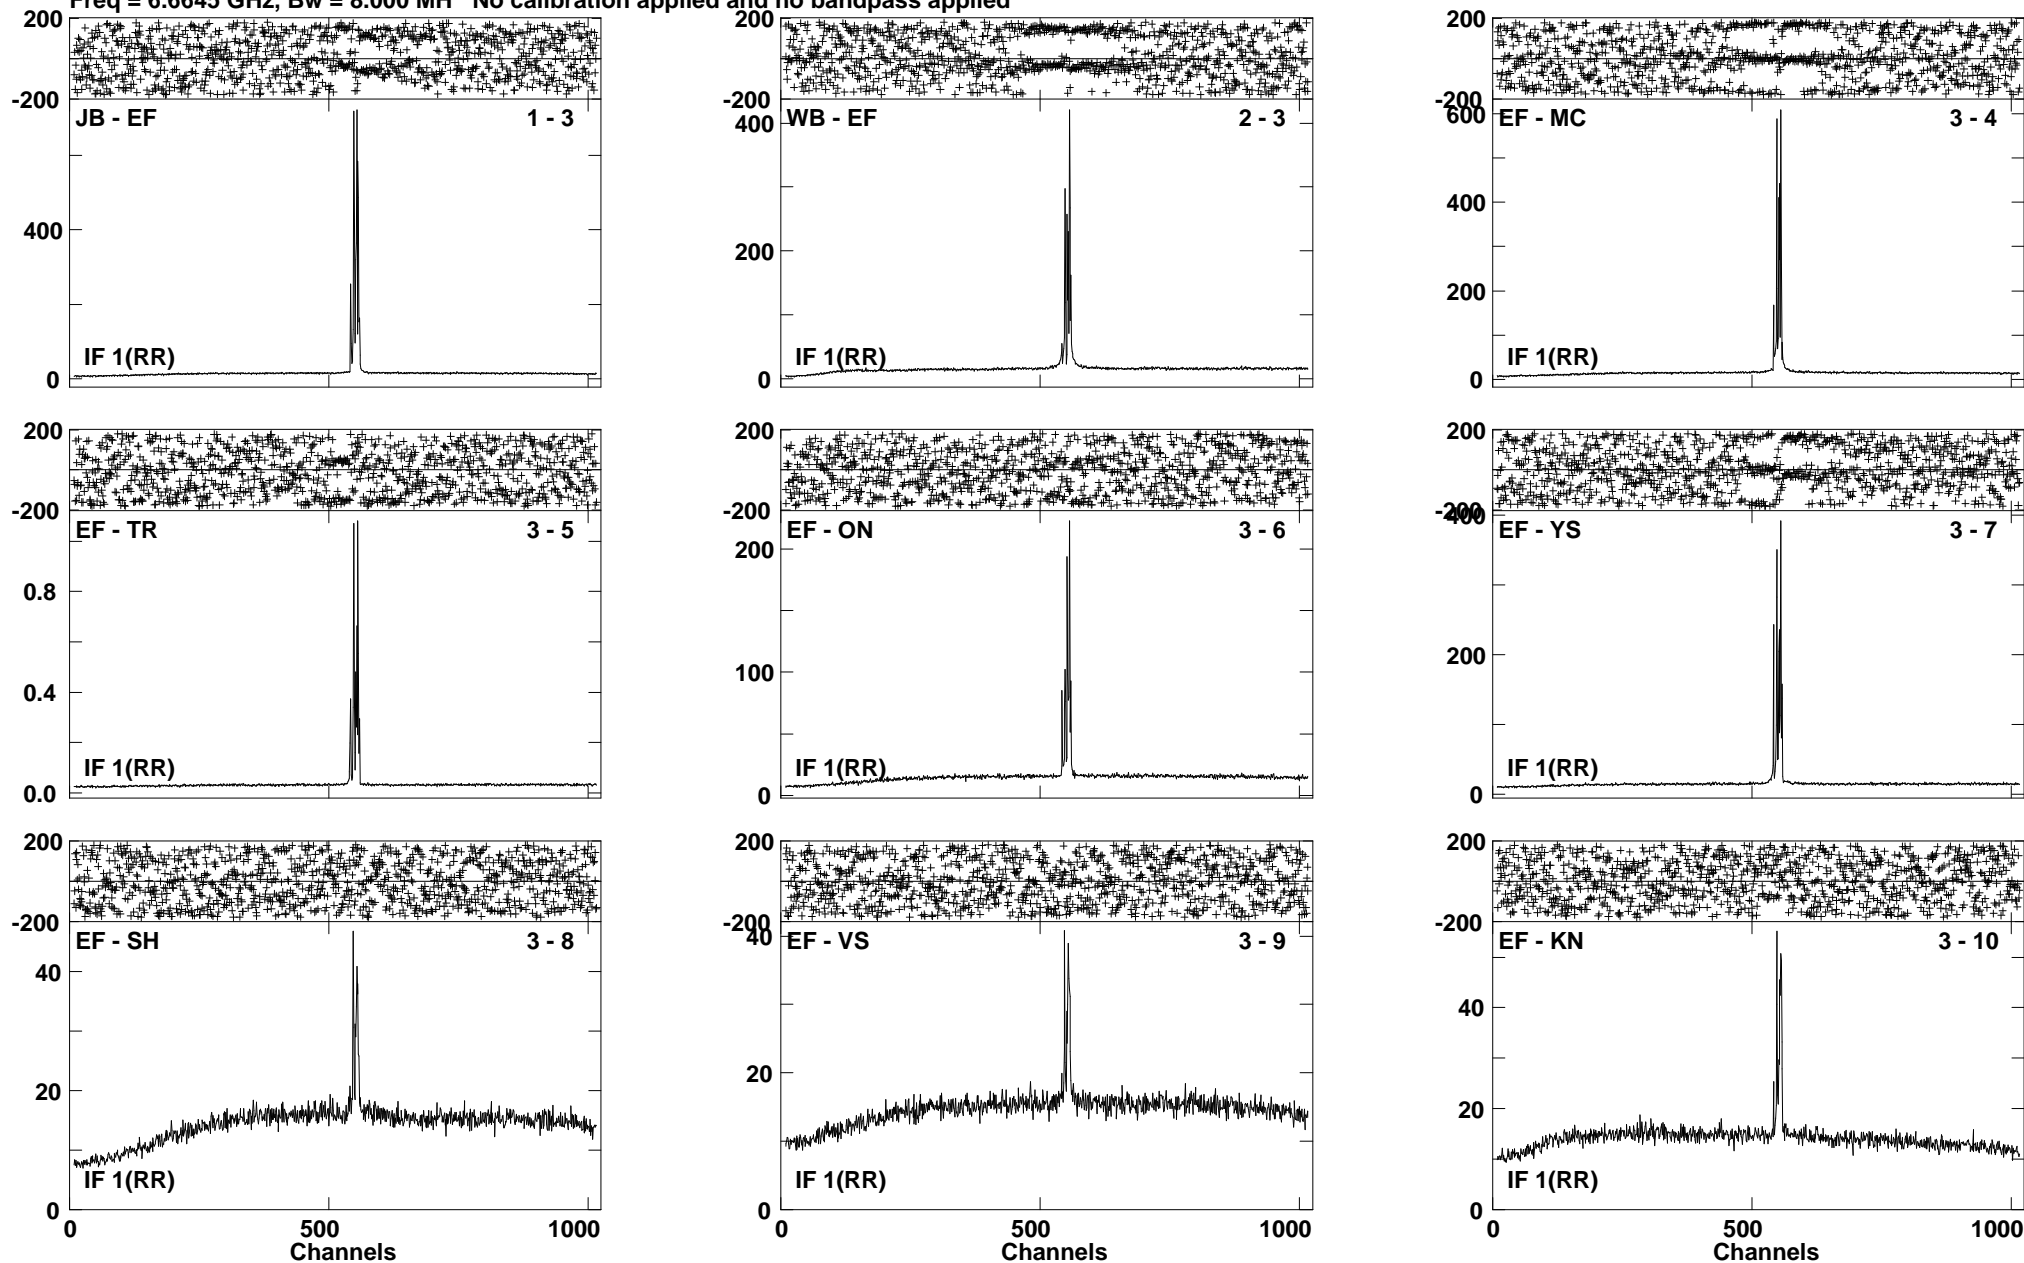 Freq = 6.6645 GHz, Bw = 8.000 MH No calibration applied and no bandpass applied
200
-200
JB - EF 1 - 3
400
IF 1(RR)
0
200
-200
400
WB - EF 2 - 3
200
IF 1(RR)
0
200
-200
600
EF - MC 3 - 4
400
200
IF 1(RR)
0
200
-200
EF - TR 3 - 5
0.8
0.4
IF 1(RR)
0.0
200
-200
EF - ON 3 - 6
200
100
IF 1(RR)
0
200
-200
400
EF - YS 3 - 7
200
IF 1(RR)
0
200
-200
EF - SH 3 - 8
40
20
IF 1(RR)
0
0 500 1000
Channels
200
-200
40
EF - VS 3 - 9
20
IF 1(RR)
0
0 500 1000
Channels
200
-200
EF - KN 3 - 10
40
20
IF 1(RR)
0
0 500 1000
Channels